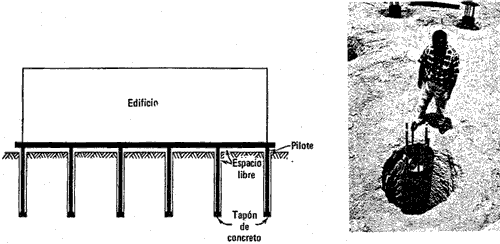 Edificio
Pilote
Espacio
libre
Tapón
de
concreto